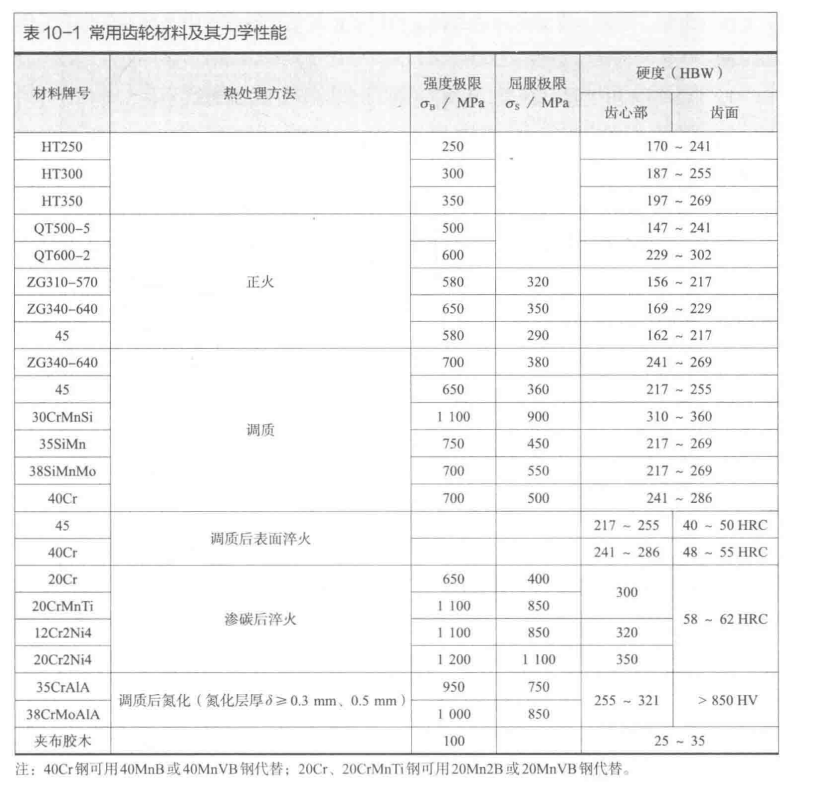 表 10-1 常用齿轮材料及其力学性能
材料牌号 热处理方法 强度极限 σB / MPa 屈服极限 σS / MPa 硬度（HBW）
齿心部 齿面
HT250 250 170 ~ 241
HT300 300 187 ~ 255
HT350 350 197 ~ 269
QT500-5 正火 500 147 ~ 241
QT600-2 600 229 ~ 302
ZG310-570 580 320 156 ~ 217
ZG340-640 650 350 169 ~ 229
45 580 290 162 ~ 217
ZG340-640 调质 700 380 241 ~ 269
45 650 360 217 ~ 255
30CrMnSi 1 100 900 310 ~ 360
35SiMn 750 450 217 ~ 269
38SiMnMo 700 550 217 ~ 269
40Cr 700 500 241 ~ 286
45 调质后表面淬火 217 ~ 255 40 ~ 50 HRC
40Cr 241 ~ 286 48 ~ 55 HRC
20Cr 渗碳后淬火 650 400 300 58 ~ 62 HRC
20CrMnTi 1 100 850
12Cr2Ni4 1 100 850 320
20Cr2Ni4 1 200 1 100 350
35CrAlA 调质后氮化（氮化层厚δ≥0.3 mm、0.5 mm） 950 750 255 ~ 321 > 850 HV
38CrMoAlA 1 000 850
夹布胶木 100 25 ~ 35
注：40Cr钢可用40MnB或40MnVB钢代替；20Cr、20CrMnTi钢可用20Mn2B或20MnVB钢代替。